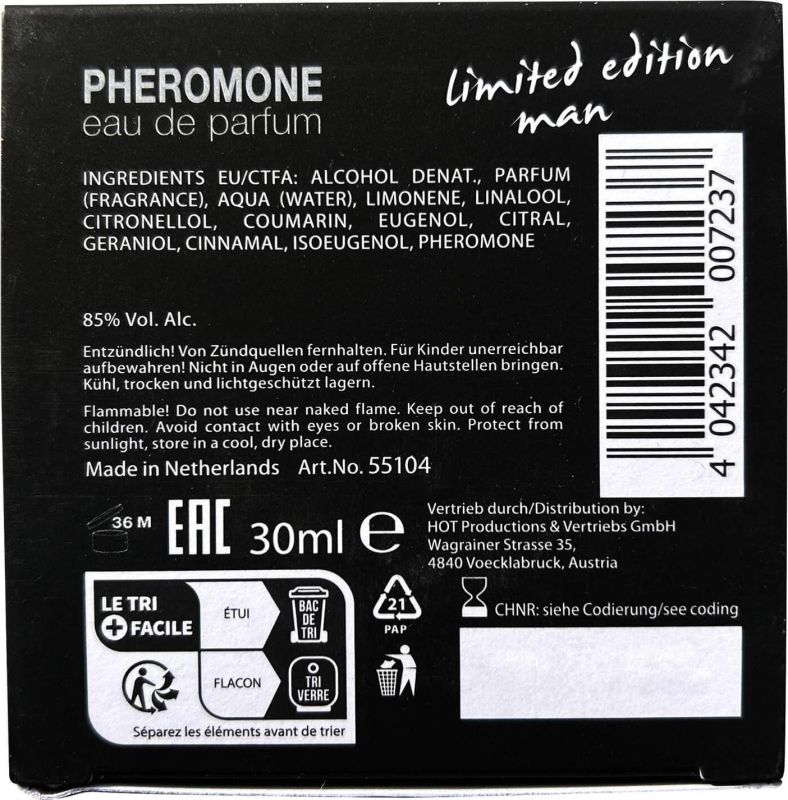 PHEROMONE
eau de parfum
limited edition
man
INGREDIENTS EU/CTFA: ALCOHOL DENAT., PARFUM
(FRAGRANCE), AQUA (WATER), LIMONENE, LINALOOL,
CITRONELLOL, COUMARIN, EUGENOL, CITRAL,
GERANIOL, CINNAMAL, ISOEUGENOL, PHEROMONE
4 042342 007237
85% Vol. Alc.
Entzündlich! Von Zündquellen fernhalten. Für Kinder unerreichbar
aufbewahren! Nicht in Augen oder auf offene Hautstellen bringen.
Kühl, trocken und lichtgeschützt lagern.
Flammable! Do not use near naked flame. Keep out of reach of
children. Avoid contact with eyes or broken skin. Protect from
sunlight, store in a cool, dry place.
Made in Netherlands Art.No. 55104
36 M
EAC
30ml e
Vertrieb durch/Distribution by:
HOT Productions & Vertriebs GmbH
Wagrainer Strasse 35,
4840 Voecklabruck, Austria
LE TRI
+ FACILE
ÉTUI
BAC
DE
TRI
FLACON
TRI
VERRE
Séparez les éléments avant de trier
21
PAP
CHNR: siehe Codierung/see coding